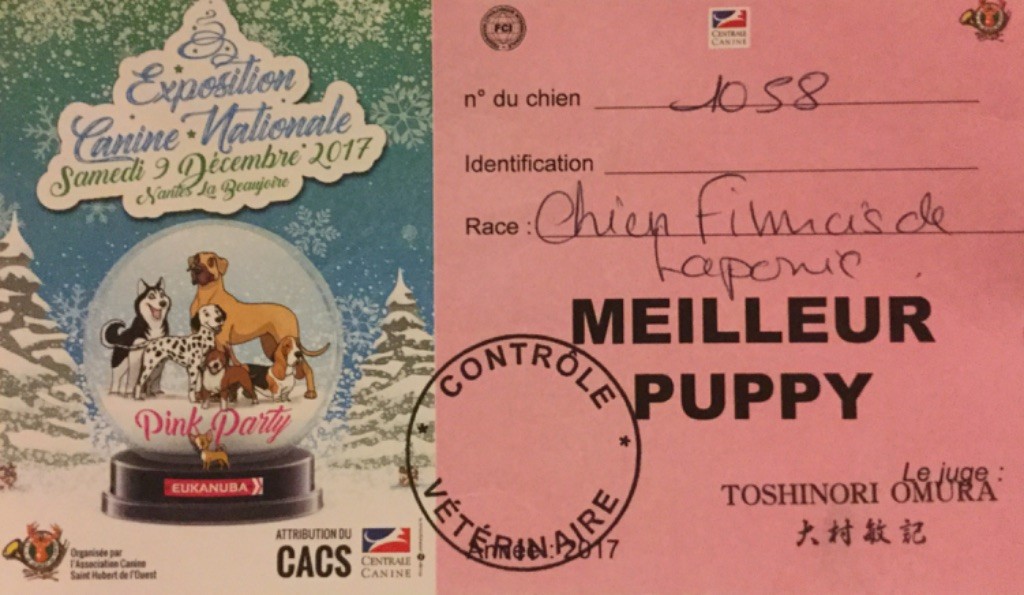 Exposition
Canine Nationale
Samedi 9 Décembre 2017
Nantes La Beaujoire
Pink Party
EUKANUBA
Organisée par
l'Association Canine
Saint Hubert de l'Ouest
ATTRIBUTION DU
CACS
CENTRALE
CANINE
FCI
CENTRALE
CANINE
n° du chien 1058
Identification
Race : Chien Finnois de
Laponie
MEILLEUR
PUPPY
CONTRÔLE
VÉTÉRINAIRE
Le juge :
TOSHINORI OMURA
大村敏記
Année : 2017